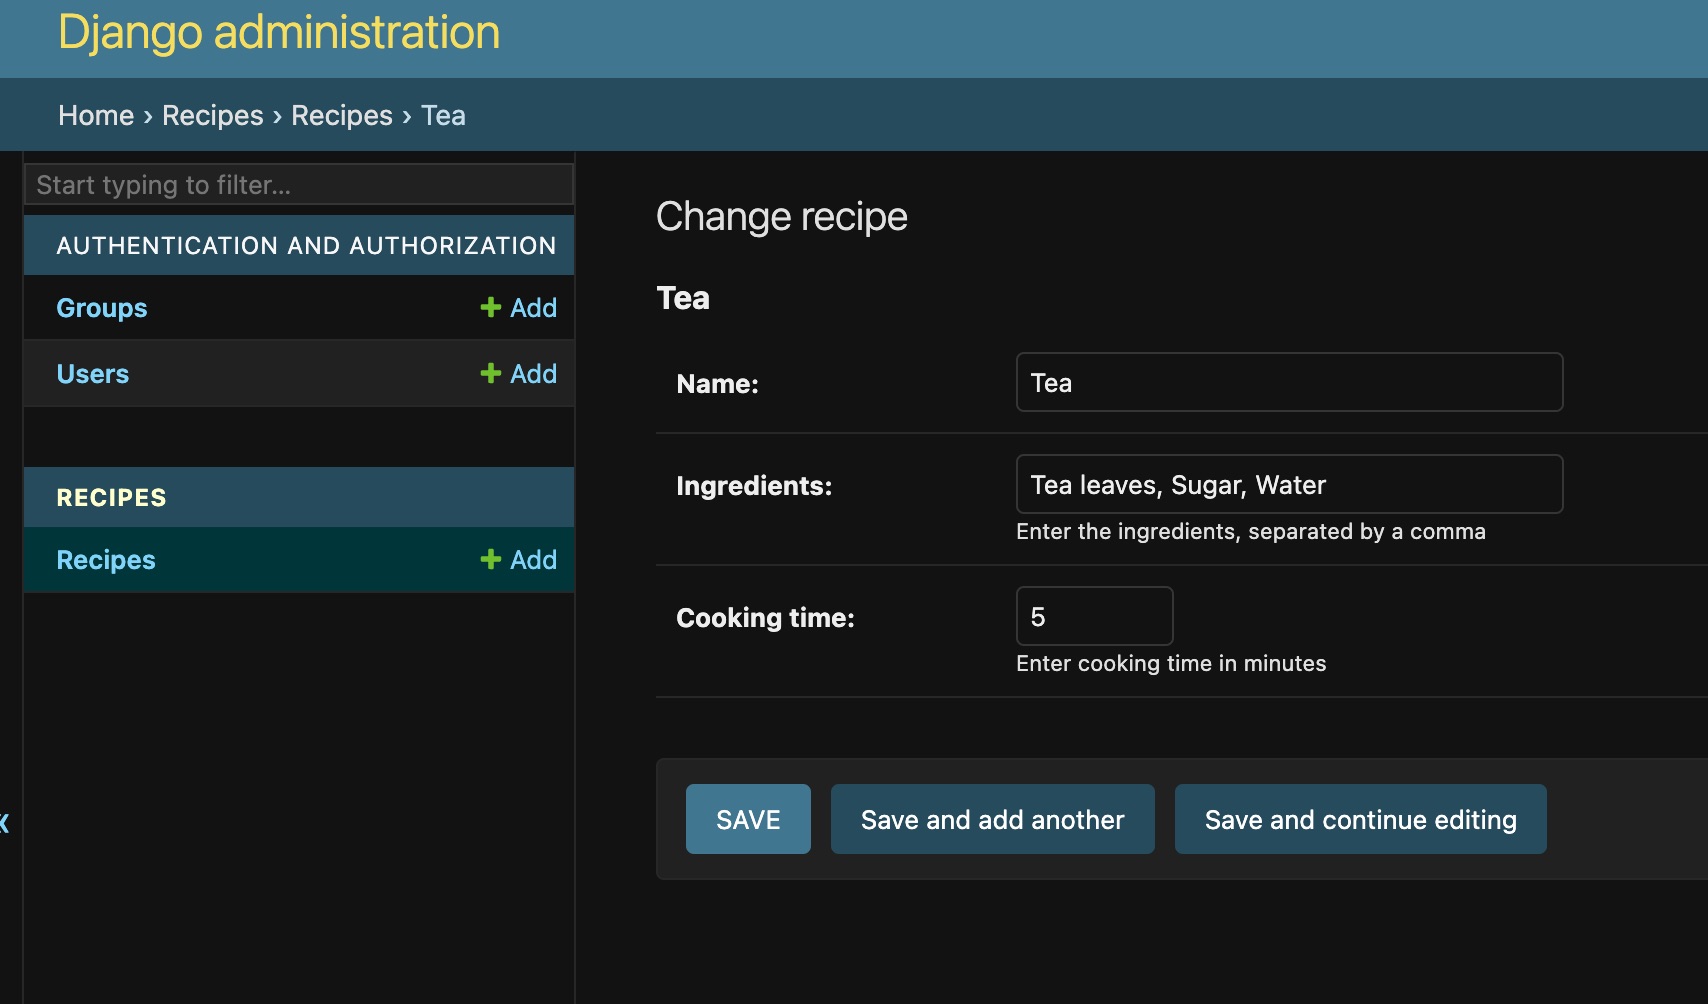 Django administration
Home › Recipes › Recipes › Tea
Start typing to filter...
AUTHENTICATION AND AUTHORIZATION
Groups + Add
Users + Add
RECIPES
Recipes + Add
«
Change recipe
Tea
Name: Tea
Ingredients: Tea leaves, Sugar, Water
Enter the ingredients, separated by a comma
Cooking time: 5
Enter cooking time in minutes
SAVE Save and add another Save and continue editing